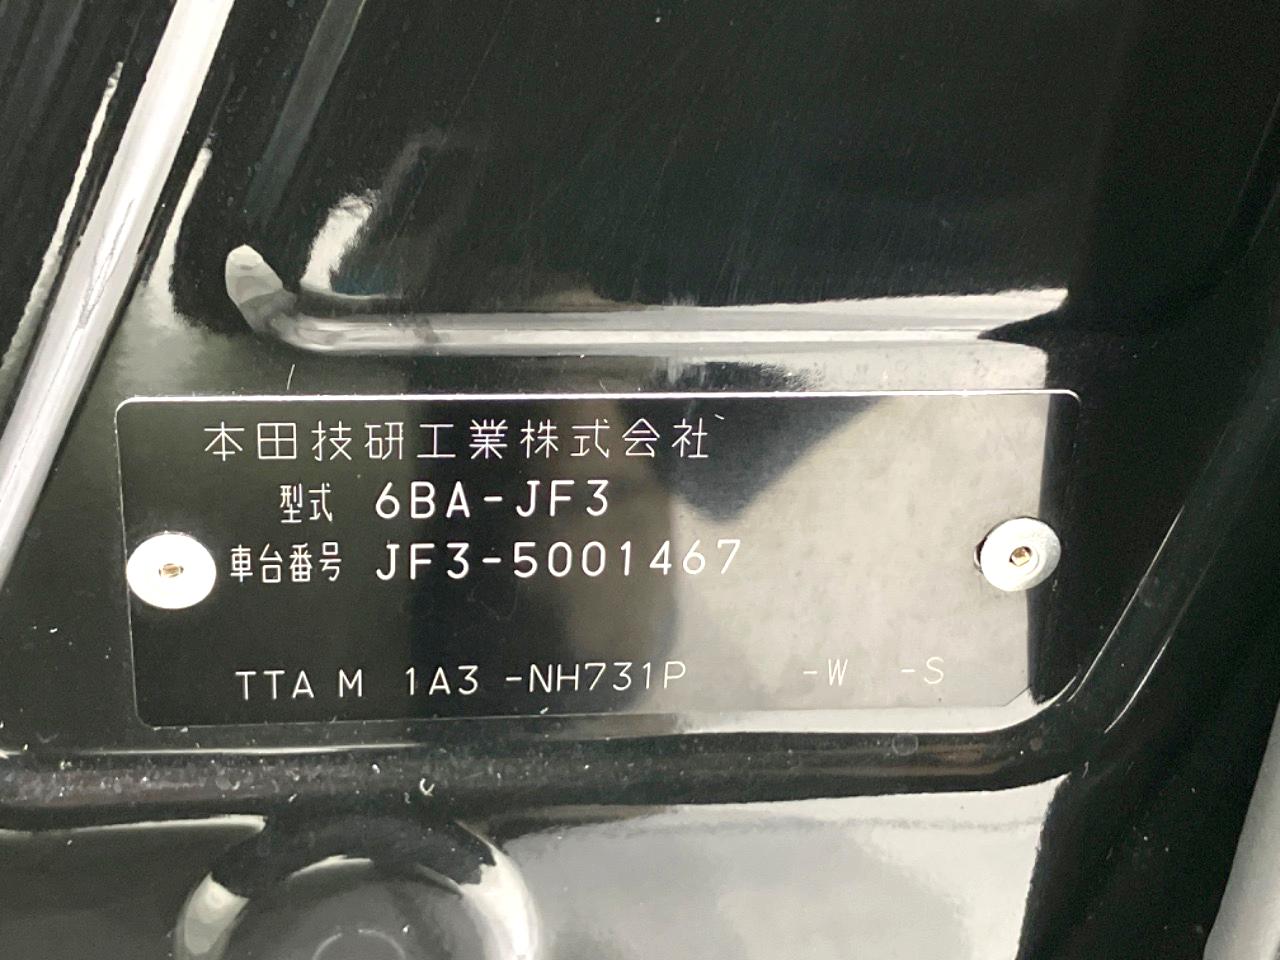 本田技研工業株式会社
型式 6BA-JF3
車台番号 JF3-5001467
TTA M 1A3 -NH731P -W -S